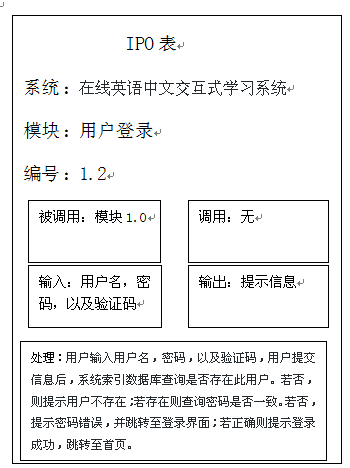 IPO 表
系统：在线英语中文交互式学习系统
模块：用户登录
编号：1.2
被调用：模块 1.0
调用：无
输入：用户名，密
码，以及验证码
输出：提示信息
处理：用户输入用户名，密码，以及验证码，用户提交
信息后，系统索引数据库查询是否存在此用户。若否，
则提示用户不存在；若存在则查询密码是否一致。若否，
提示密码错误，并跳转至登录界面；若正确则提示登录
成功，跳转至首页。